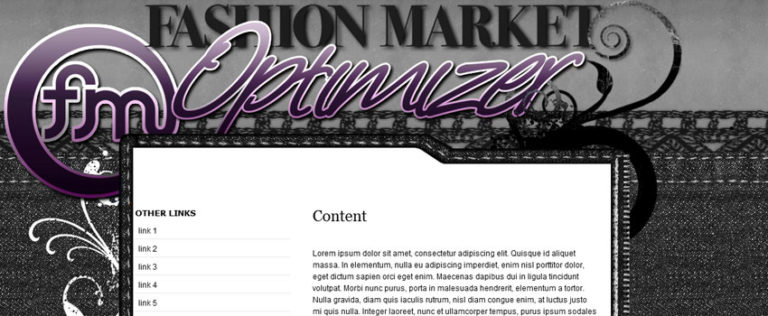 FASHION MARKET
Optimizer
fm
OTHER LINKS
link 1
link 2
link 3
link 4
link 5
Content
Lorem ipsum dolor sit amet, consectetur adipiscing elit. Quisque id aliquet
massa. In elementum, nulla eu adipiscing imperdiet, enim nisl porttitor dolor,
eget dictum sapien orci eget enim. Maecenas dapibus dui in ligula tincidunt
volutpat. Morbi nunc purus, porta in malesuada hendrerit, elementum a tortor.
Nulla gravida, diam quis iaculis rutrum, nisl diam congue enim, at luctus justo
mi quis nulla. Integer laoreet, nunc et ullamcorper tempus, purus ipsum sodales